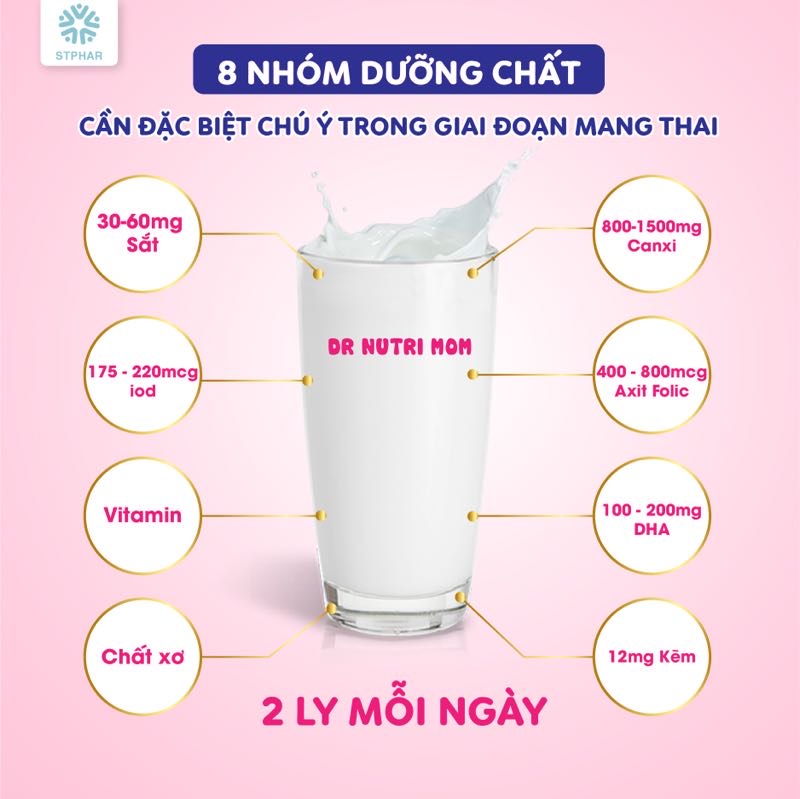 STPHAR
8 NHÓM DƯỠNG CHẤT
CẦN ĐẶC BIỆT CHÚ Ý TRONG GIAI ĐOẠN MANG THAI
30-60mg
Sắt
800-1500mg
Canxi
DR NUTRI MOM
175 - 220mcg
iod
400 - 800mcg
Axit Folic
Vitamin
100 - 200mg
DHA
Chất xơ
12mg Kẽm
2 LY MỖI NGÀY